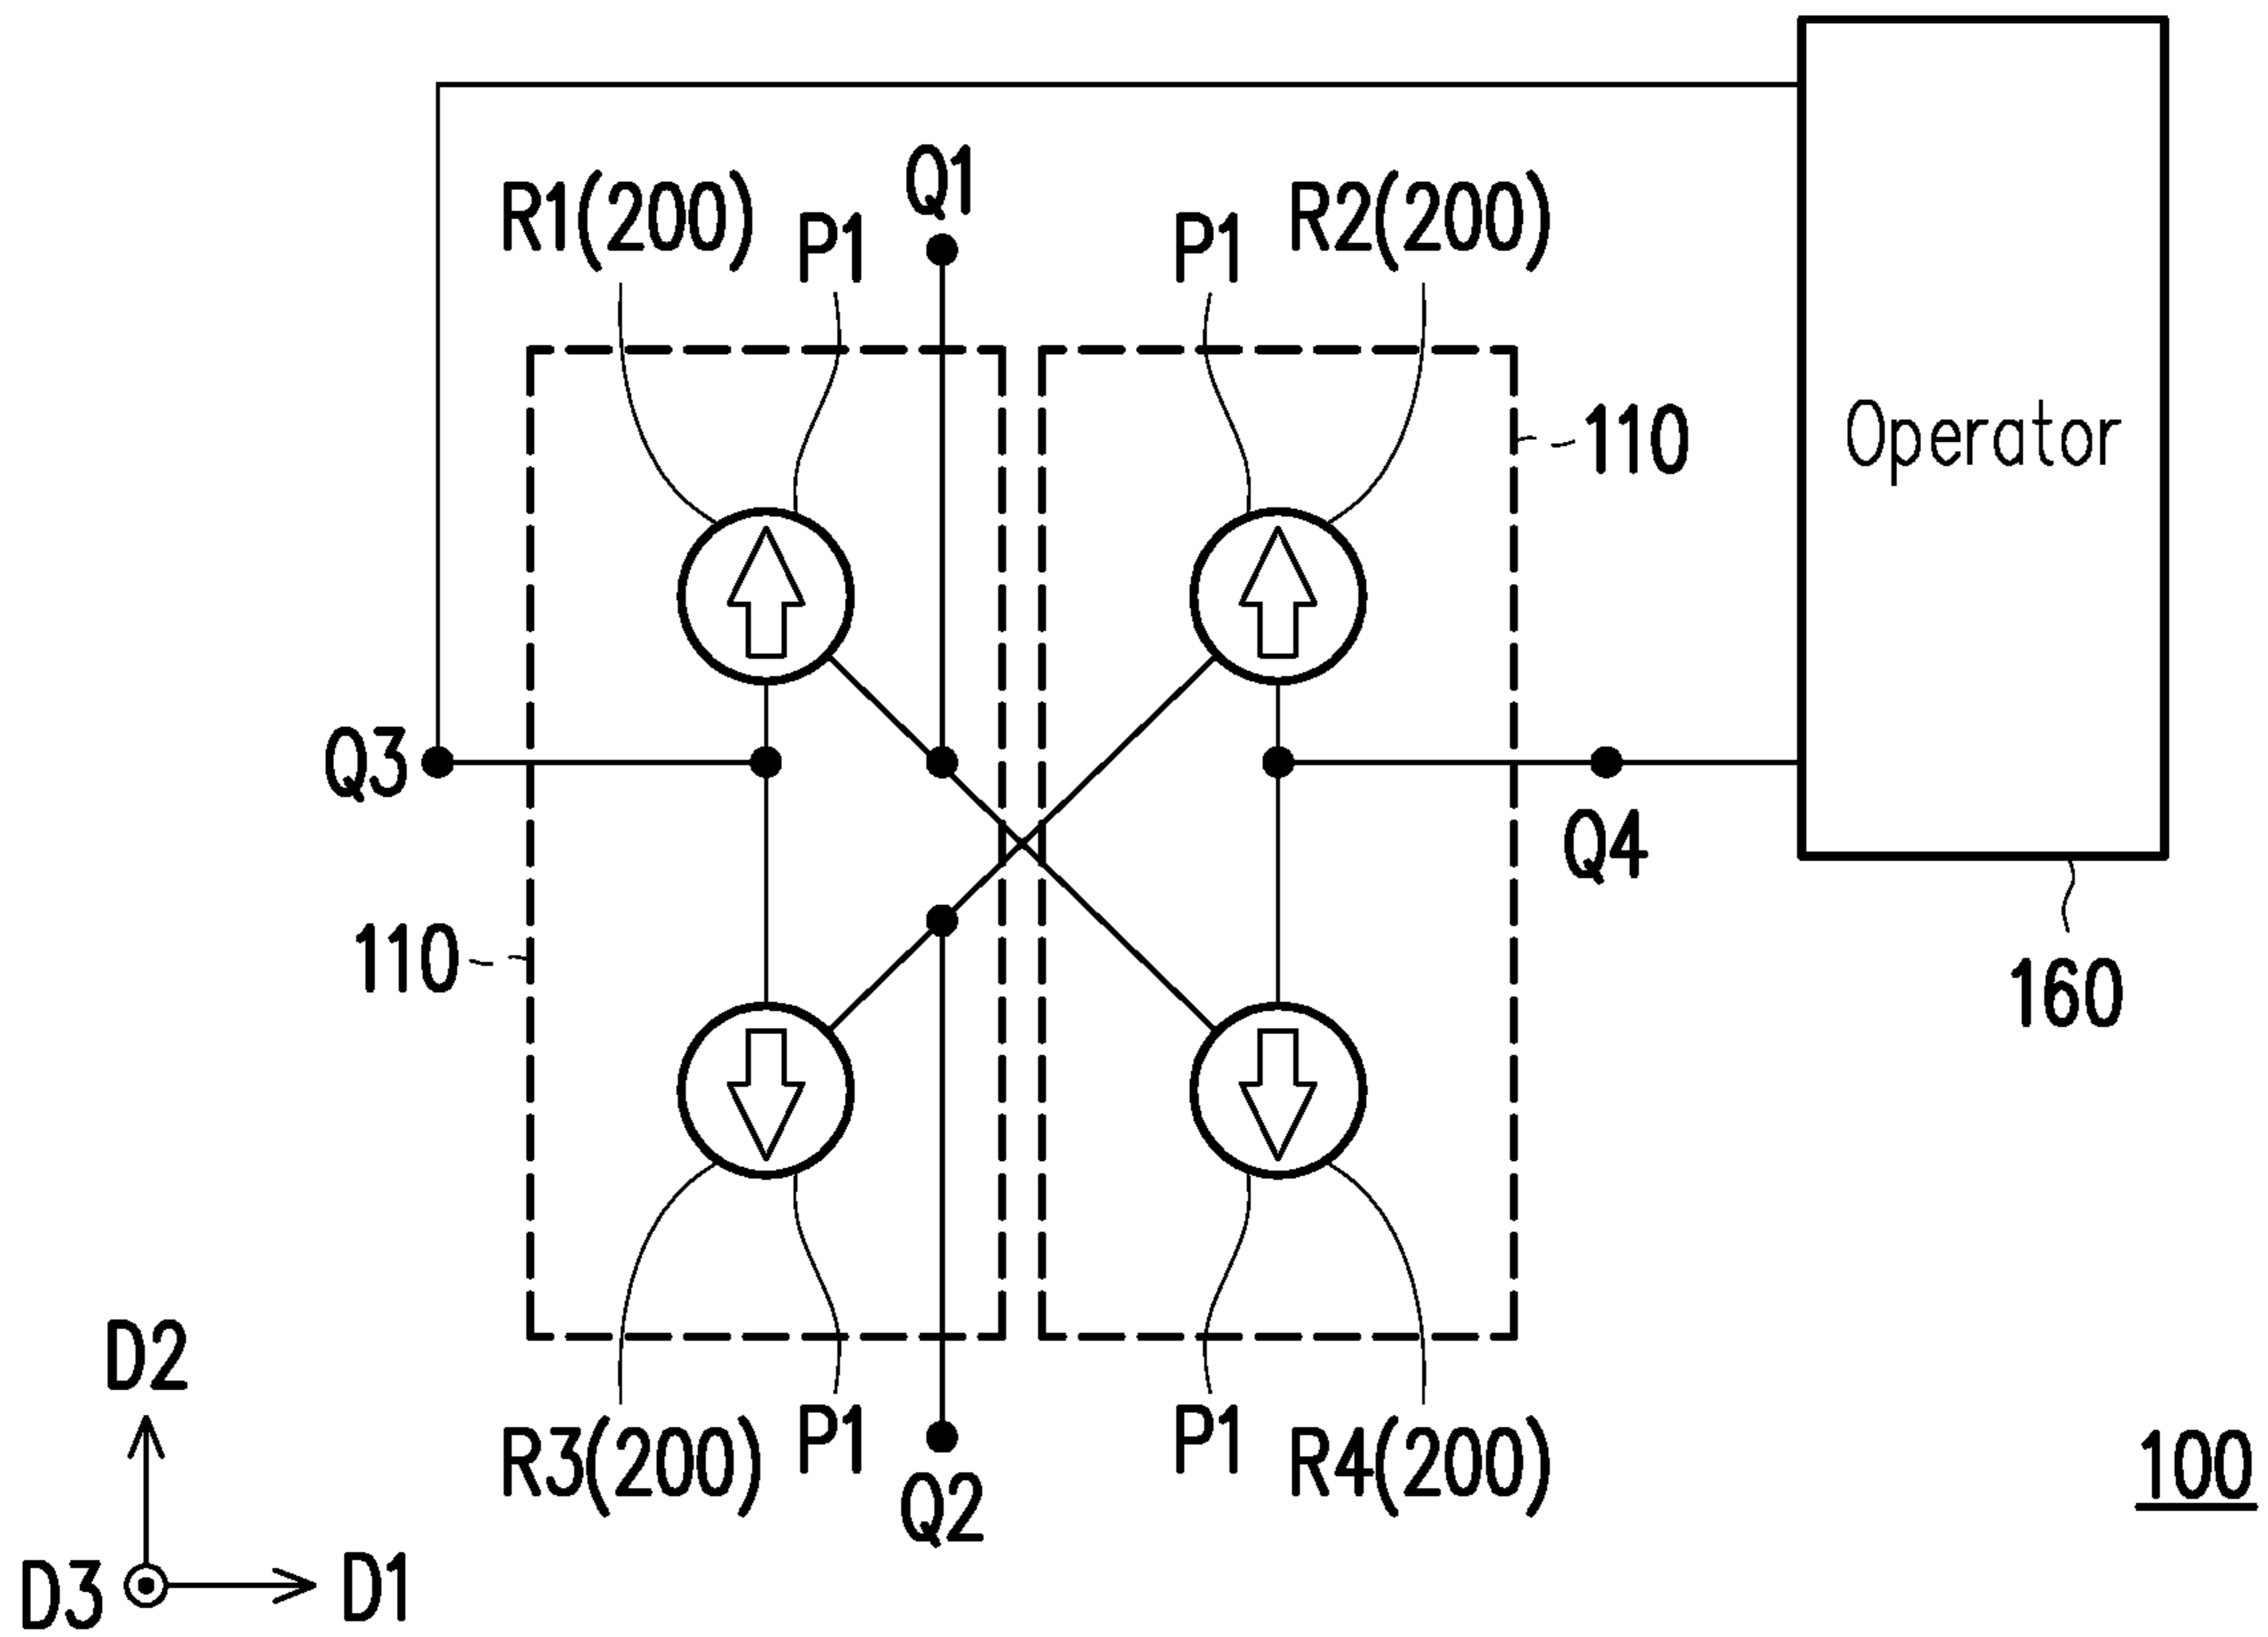 Q1
R1(200)
P1
P1
R2(200)
110
Operator
Q3
Q4
110
160
D2
R3(200)
P1
Q2
P1
R4(200)
100
D3
D1